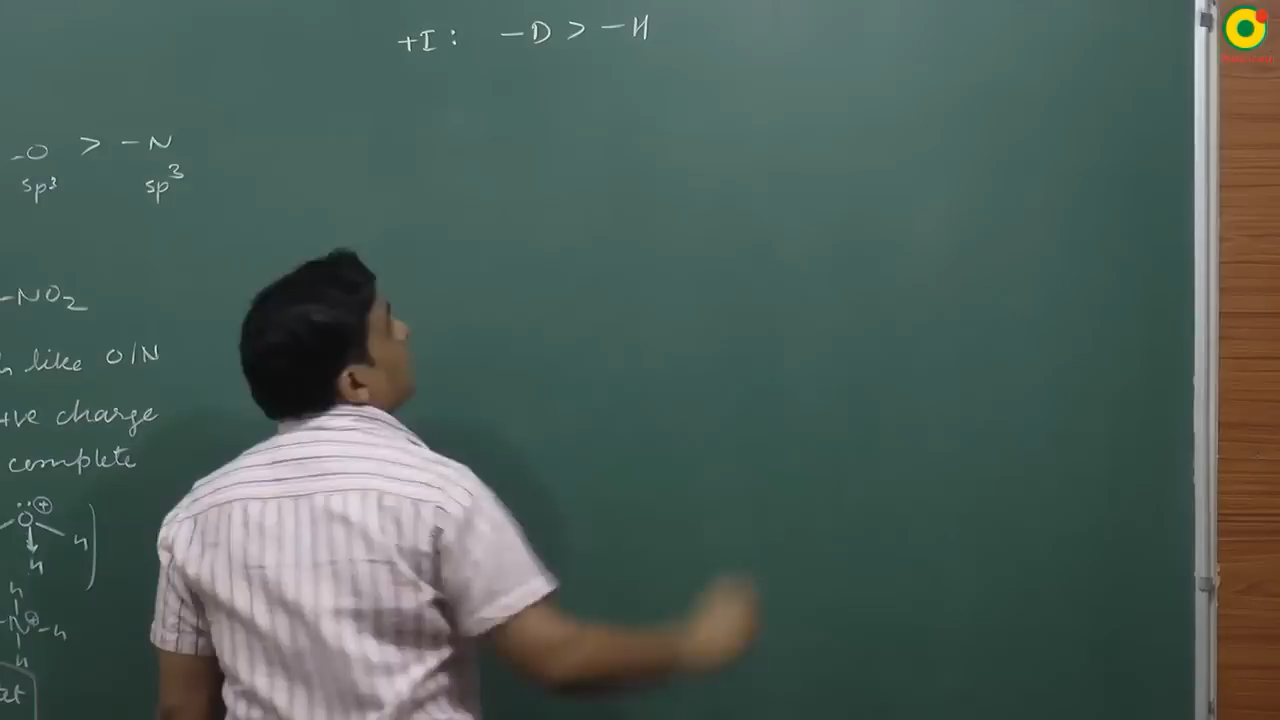 +I : -D > -H
-O > -N
sp³ sp³
-NO₂
like O/N
+ve charge
complete
O ⊕
H
H
H
N ⊕ -H
H